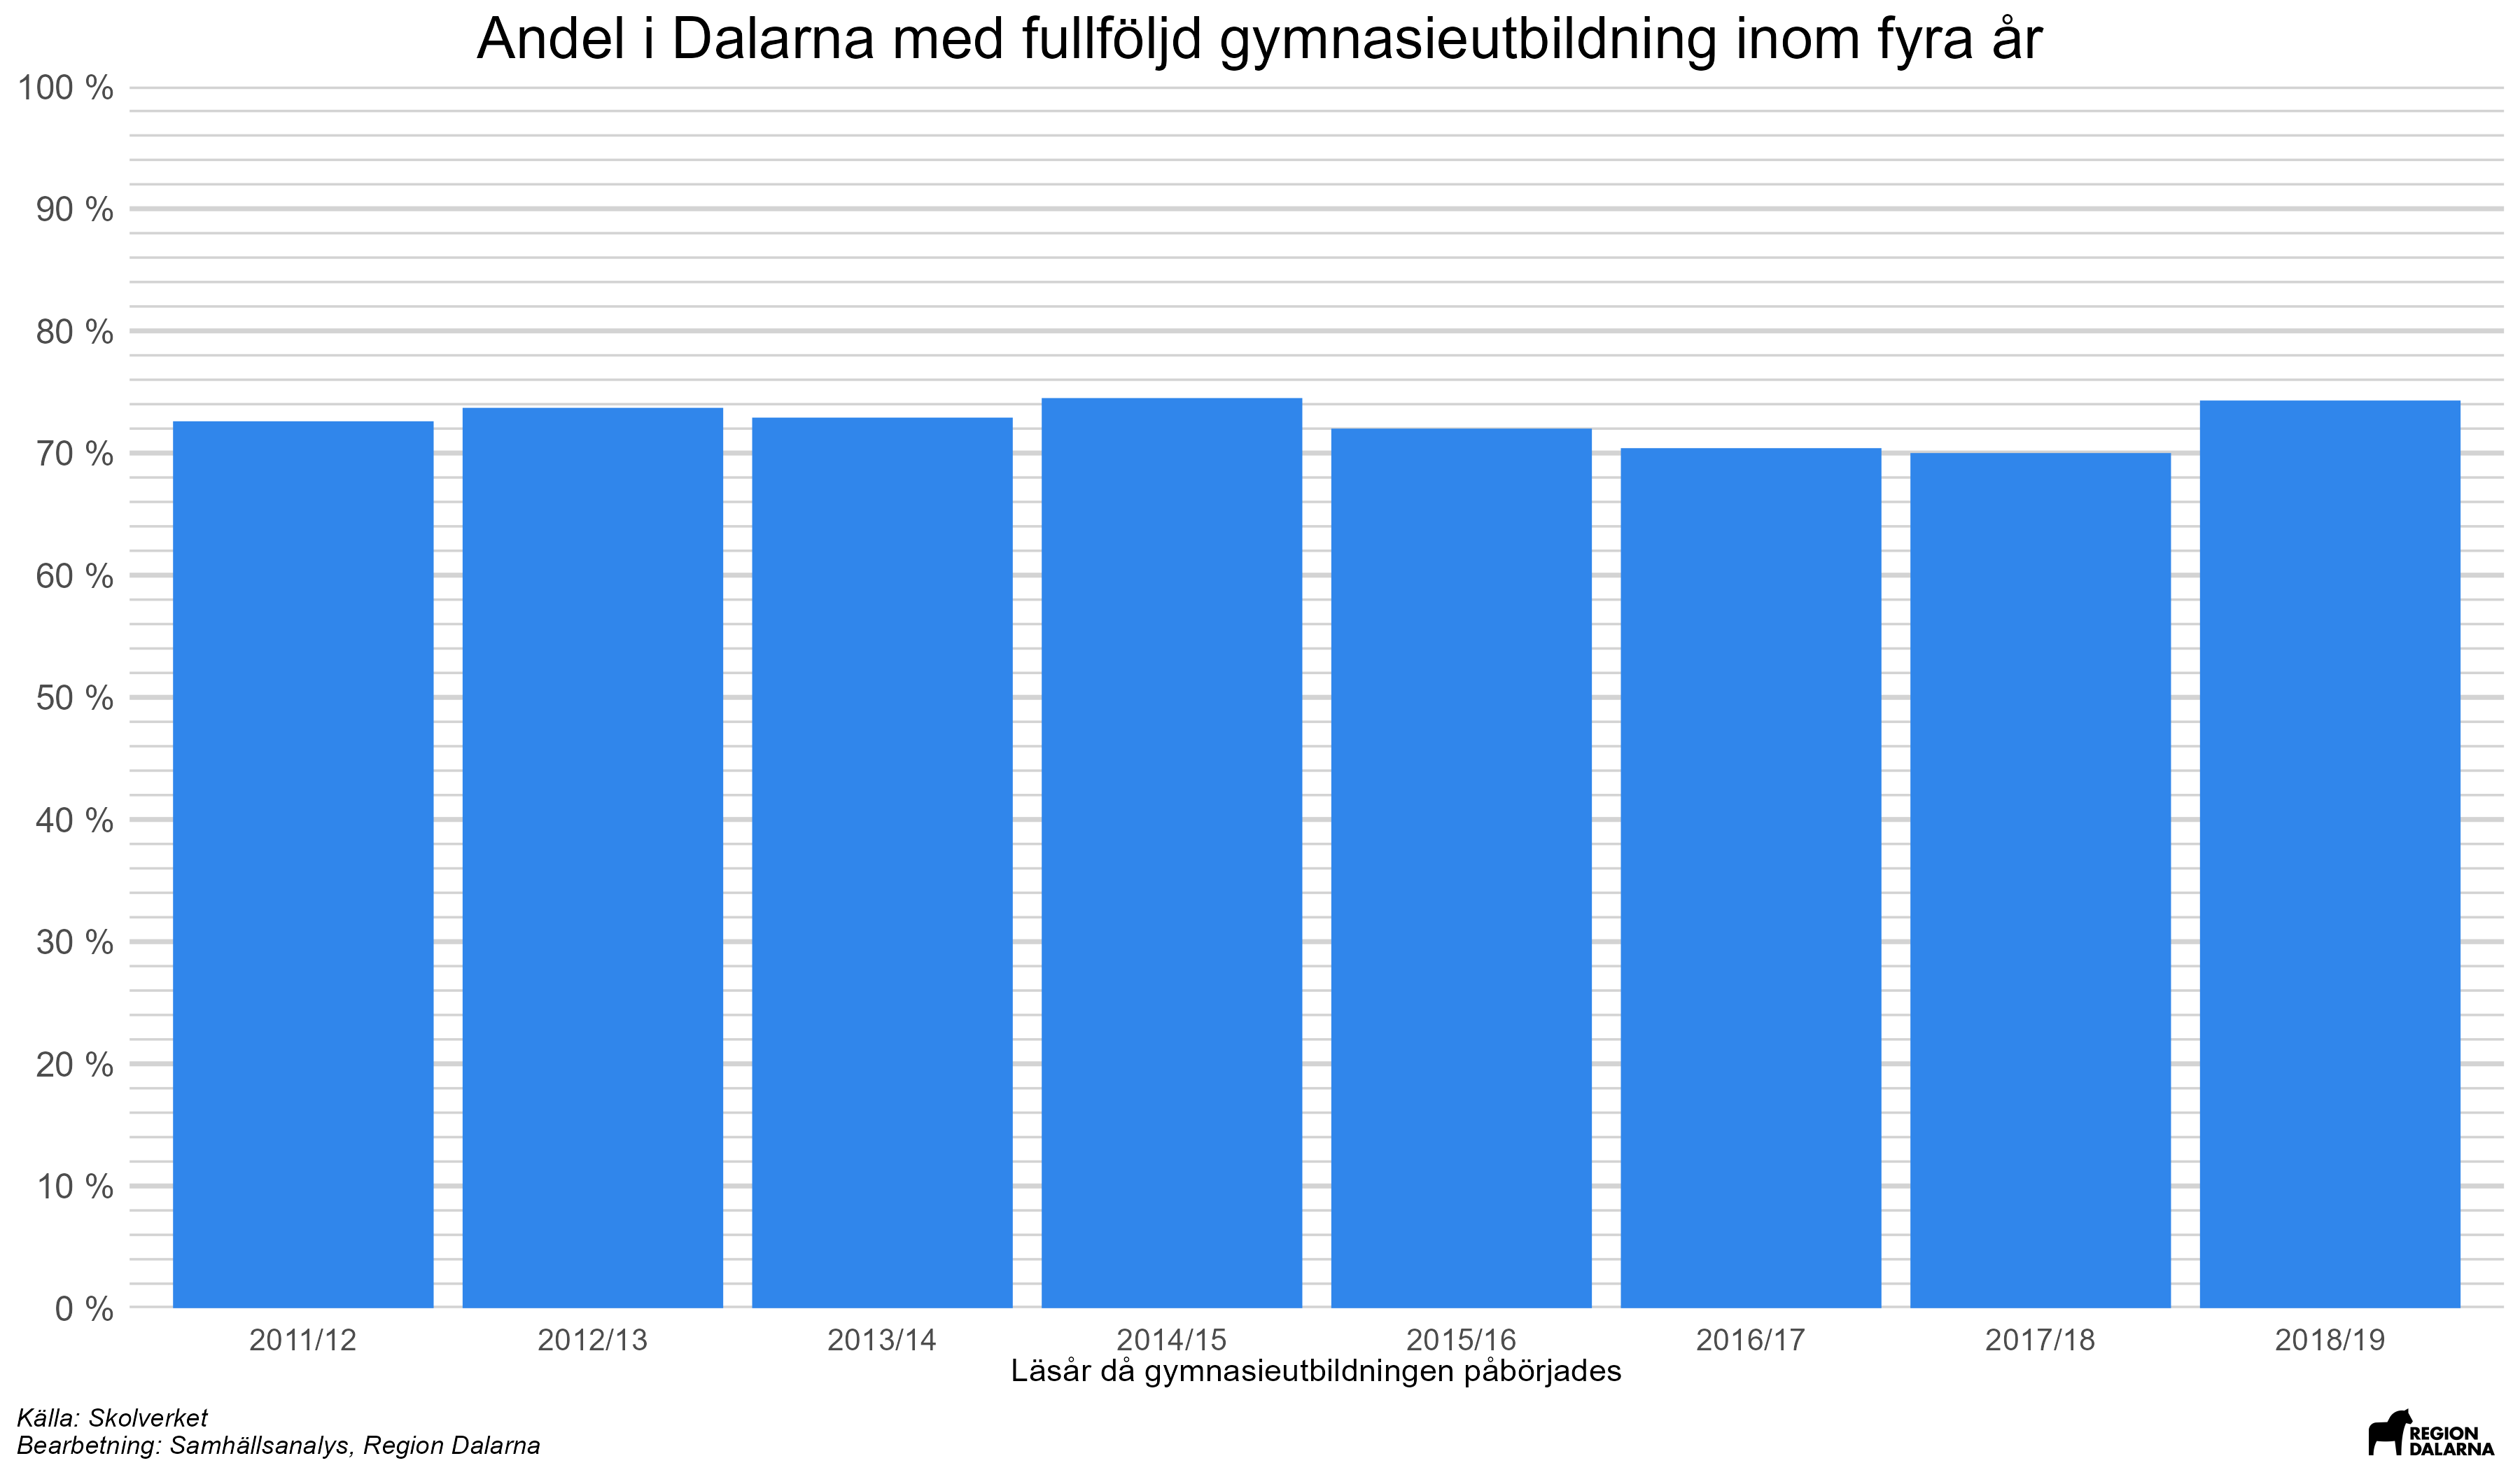 Andel i Dalarna med fullföljd gymnasieutbildning inom fyra år
100 %
90 %
80 %
70 %
60 %
50 %
40 %
30 %
20 %
10 %
0 %
2011/12 2012/13 2013/14 2014/15 2015/16 2016/17 2017/18 2018/19
Läsår då gymnasieutbildningen påbörjades
Källa: Skolverket
Bearbetning: Samhällsanalys, Region Dalarna
REGION
DALARNA